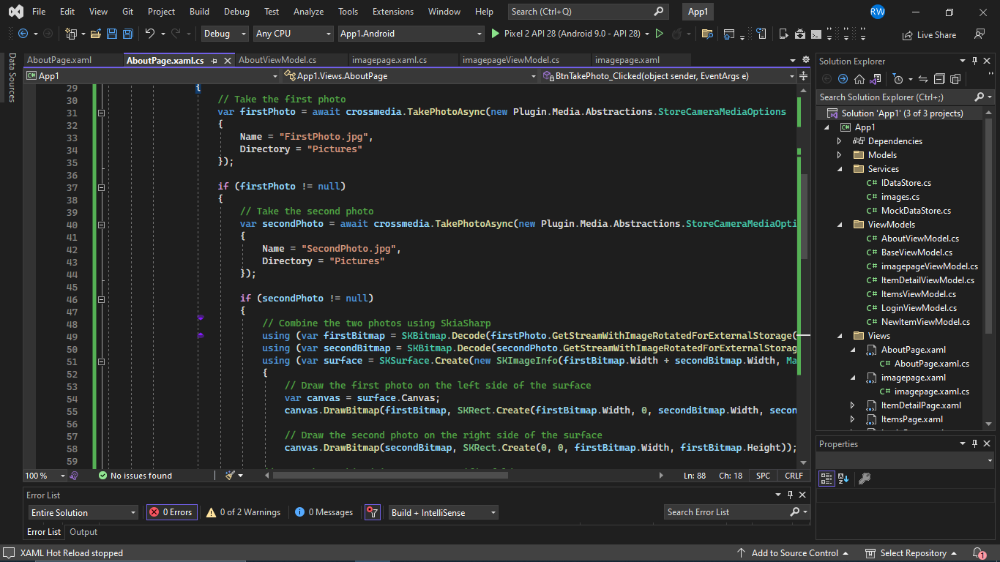 File Edit View Git Project Build Debug Test Analyze Tools Extensions Window Help Search (Ctrl+Q) App1 RW
Debug Any CPU App1.Android Pixel 2 API 28 (Android 9.0 - API 28) Live Share
Data Sources
AboutPage.xaml AboutPage.xaml.cs AboutViewModel.cs imagepage.xaml.cs imagepageViewModel.cs imagepage.xaml
App1 App1.Views.AboutPage BtnTakePhoto_Clicked(object sender, EventArgs e)
29 {
30 // Take the first photo
31 var firstPhoto = await crossmedia.TakePhotoAsync(new Plugin.Media.Abstractions.StoreCameraMediaOptions
32 {
33 Name = "FirstPhoto.jpg",
34 Directory = "Pictures"
35 });
36
37 if (firstPhoto != null)
38 {
39 // Take the second photo
40 var secondPhoto = await crossmedia.TakePhotoAsync(new Plugin.Media.Abstractions.StoreCameraMediaOpti
41 {
42 Name = "SecondPhoto.jpg",
43 Directory = "Pictures"
44 });
45
46 if (secondPhoto != null)
47 {
48 // Combine the two photos using SkiaSharp
49 using (var firstBitmap = SKBitmap.Decode(firstPhoto.GetStreamWithImageRotatedForExternalStorage(
50 using (var secondBitmap = SKBitmap.Decode(secondPhoto.GetStreamWithImageRotatedForExternalStorag
51 using (var surface = SKSurface.Create(new SKImageInfo(firstBitmap.Width + secondBitmap.Width, Ma
52 {
53 // Draw the first photo on the left side of the surface
54 var canvas = surface.Canvas;
55 canvas.DrawBitmap(firstBitmap, SKRect.Create(firstBitmap.Width, 0, secondBitmap.Width, secon
56
57 // Draw the second photo on the right side of the surface
58 canvas.DrawBitmap(secondBitmap, SKRect.Create(0, 0, firstBitmap.Width, firstBitmap.Height));
59
100 % No issues found Ln: 88 Ch: 18 SPC CRLF
Error List
Entire Solution 0 Errors 0 of 2 Warnings 0 Messages Build + IntelliSense Search Error List
Error List Output
Solution Explorer
Search Solution Explorer (Ctrl+;)
Solution 'App1' (3 of 3 projects)
App1
Dependencies
Models
Services
C# IDataStore.cs
C# images.cs
C# MockDataStore.cs
ViewModels
C# AboutViewModel.cs
C# BaseViewModel.cs
C# imagepageViewModel.cs
C# ItemDetailViewModel.cs
C# ItemsViewModel.cs
C# LoginViewModel.cs
C# NewItemViewModel.cs
Views
AboutPage.xaml
C# AboutPage.xaml.cs
imagepage.xaml
C# imagepage.xaml.cs
ItemDetailPage.xaml
ItemsPage.xaml
Properties
XAML Hot Reload stopped Add to Source Control Select Repository 1